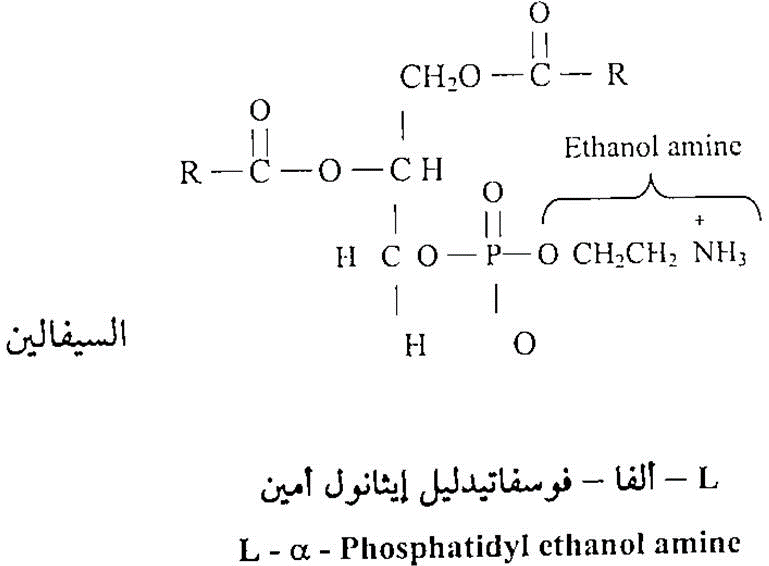 O
CH₂O — C — R
O
R — C — O — C H
Ethanol amine
O
+
H C O — P — O CH₂CH₂ NH₃
السيفالين
H O
L – ألفا – فوسفاتيدليل إيثانول أمين
L - α - Phosphatidyl ethanol amine